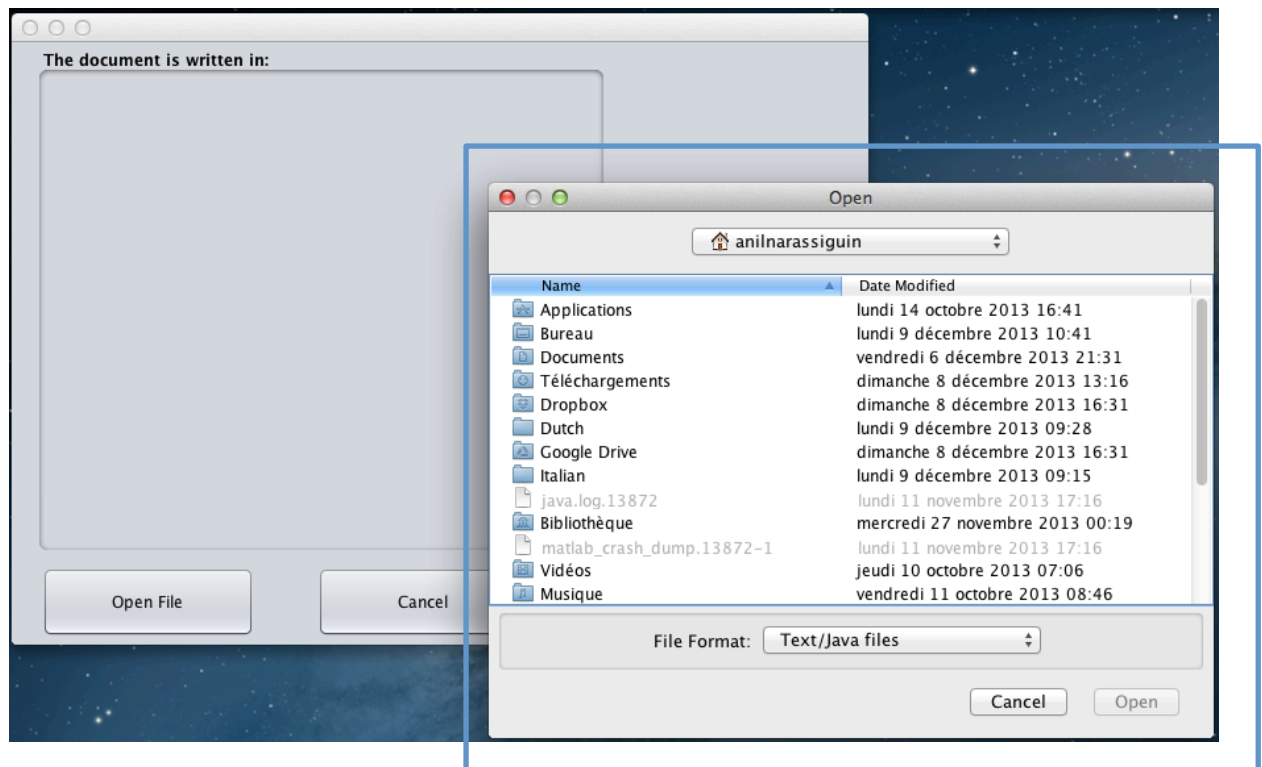 The document is written in:
Open File
Cancel
Open
anilnarassiguin
Name Date Modified
Applications lundi 14 octobre 2013 16:41
Bureau lundi 9 décembre 2013 10:41
Documents vendredi 6 décembre 2013 21:31
Téléchargements dimanche 8 décembre 2013 13:16
Dropbox dimanche 8 décembre 2013 16:31
Dutch lundi 9 décembre 2013 09:28
Google Drive dimanche 8 décembre 2013 16:31
Italian lundi 9 décembre 2013 09:15
java.log.13872 lundi 11 novembre 2013 17:16
Bibliothèque mercredi 27 novembre 2013 00:19
matlab_crash_dump.13872-1 lundi 11 novembre 2013 17:16
Vidéos jeudi 10 octobre 2013 07:06
Musique vendredi 11 octobre 2013 08:46
File Format: Text/Java files
Cancel Open